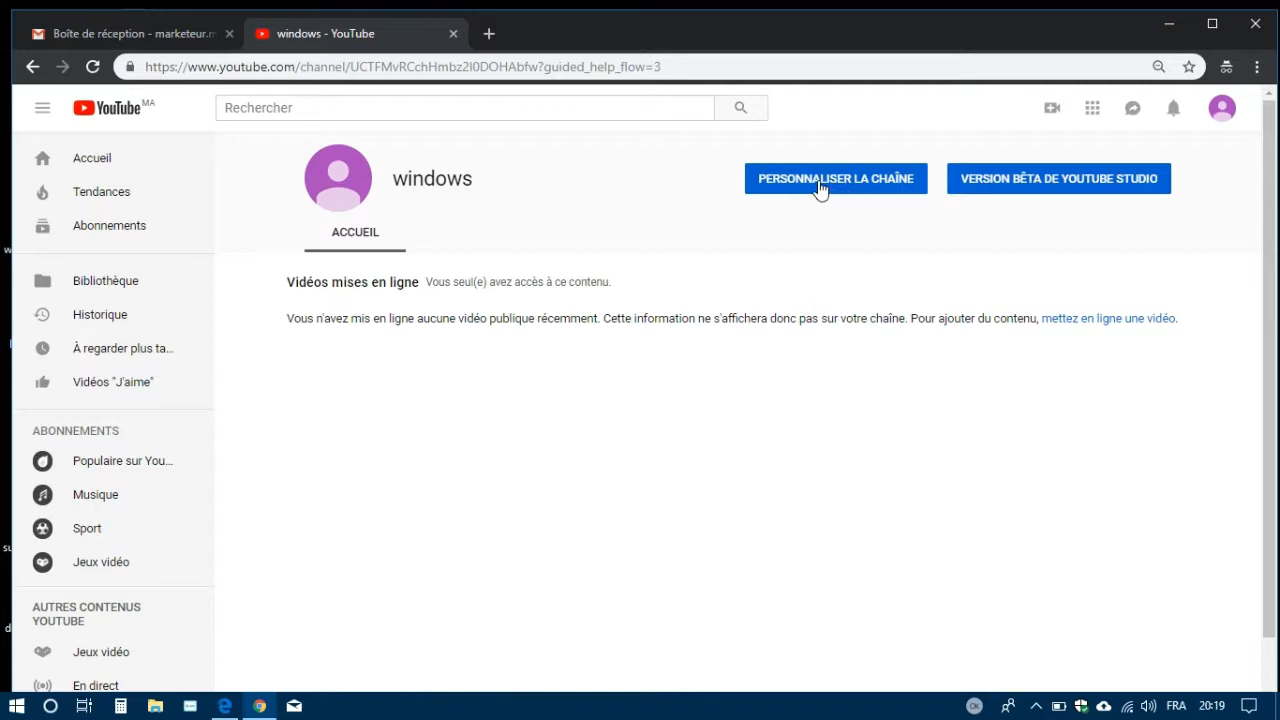 Boîte de réception - marketeur.m
windows - YouTube
https://www.youtube.com/channel/UCTFMvRCchHmbz2I0DOHAbfw?guided_help_flow=3
YouTube MA
Rechercher
Accueil
Tendances
Abonnements
Bibliothèque
Historique
À regarder plus ta...
Vidéos "J'aime"
ABONNEMENTS
Populaire sur You...
Musique
Sport
Jeux vidéo
AUTRES CONTENUS
YOUTUBE
Jeux vidéo
En direct
windows
PERSONNALISER LA CHAÎNE
VERSION BÊTA DE YOUTUBE STUDIO
ACCUEIL
Vidéos mises en ligne Vous seul(e) avez accès à ce contenu.
Vous n'avez mis en ligne aucune vidéo publique récemment. Cette information ne s'affichera donc pas sur votre chaîne. Pour ajouter du contenu, mettez en ligne une vidéo.
OK
FRA
20:19